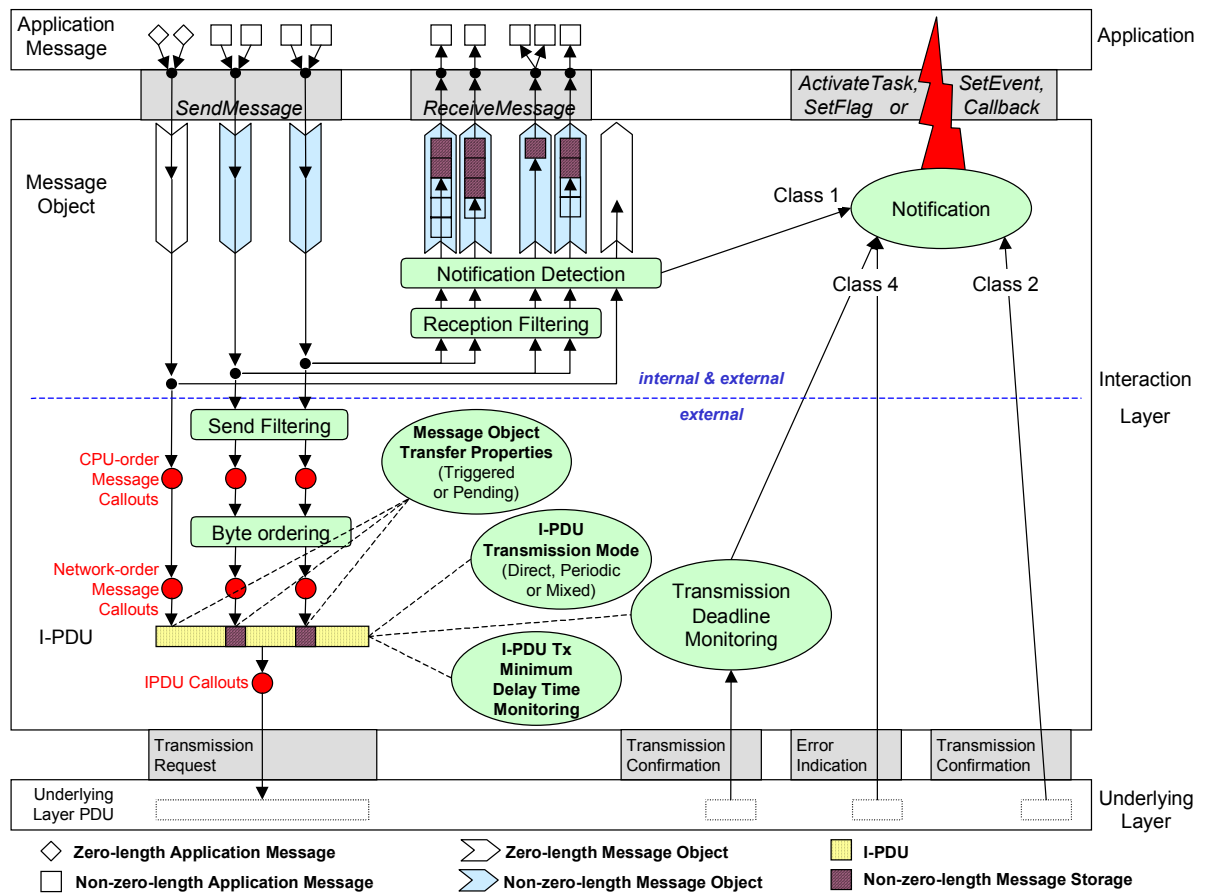 Application
Message
Application
SendMessage
ReceiveMessage
ActivateTask,
SetFlag or
SetEvent,
Callback
Message
Object
Class 1
Notification
Notification Detection
Class 4
Class 2
Reception Filtering
internal & external
external
Interaction
Layer
Send Filtering
Message Object
Transfer Properties
(Triggered
or Pending)
CPU-order
Message
Callouts
Byte ordering
I-PDU
Transmission Mode
(Direct, Periodic
or Mixed)
Network-order
Message
Callouts
Transmission
Deadline
Monitoring
I-PDU
I-PDU Tx
Minimum
Delay Time
Monitoring
IPDU Callouts
Transmission
Request
Transmission
Confirmation
Error
Indication
Transmission
Confirmation
Underlying
Layer PDU
Underlying
Layer
Zero-length Application Message
Zero-length Message Object
I-PDU
Non-zero-length Application Message
Non-zero-length Message Object
Non-zero-length Message Storage